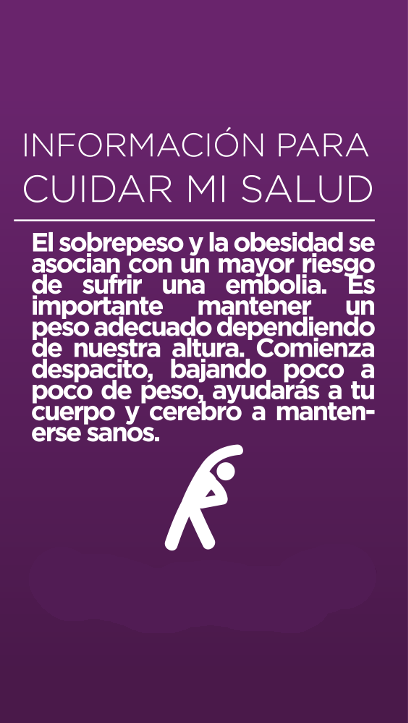 INFORMACIÓN PARA
CUIDAR MI SALUD
El sobrepeso y la obesidad se
asocian con un mayor riesgo
de sufrir una embolia. Es
importante mantener un
peso adecuado dependiendo
de nuestra altura. Comienza
despacito, bajando poco a
poco de peso, ayudarás a tu
cuerpo y cerebro a manten-
erse sanos.